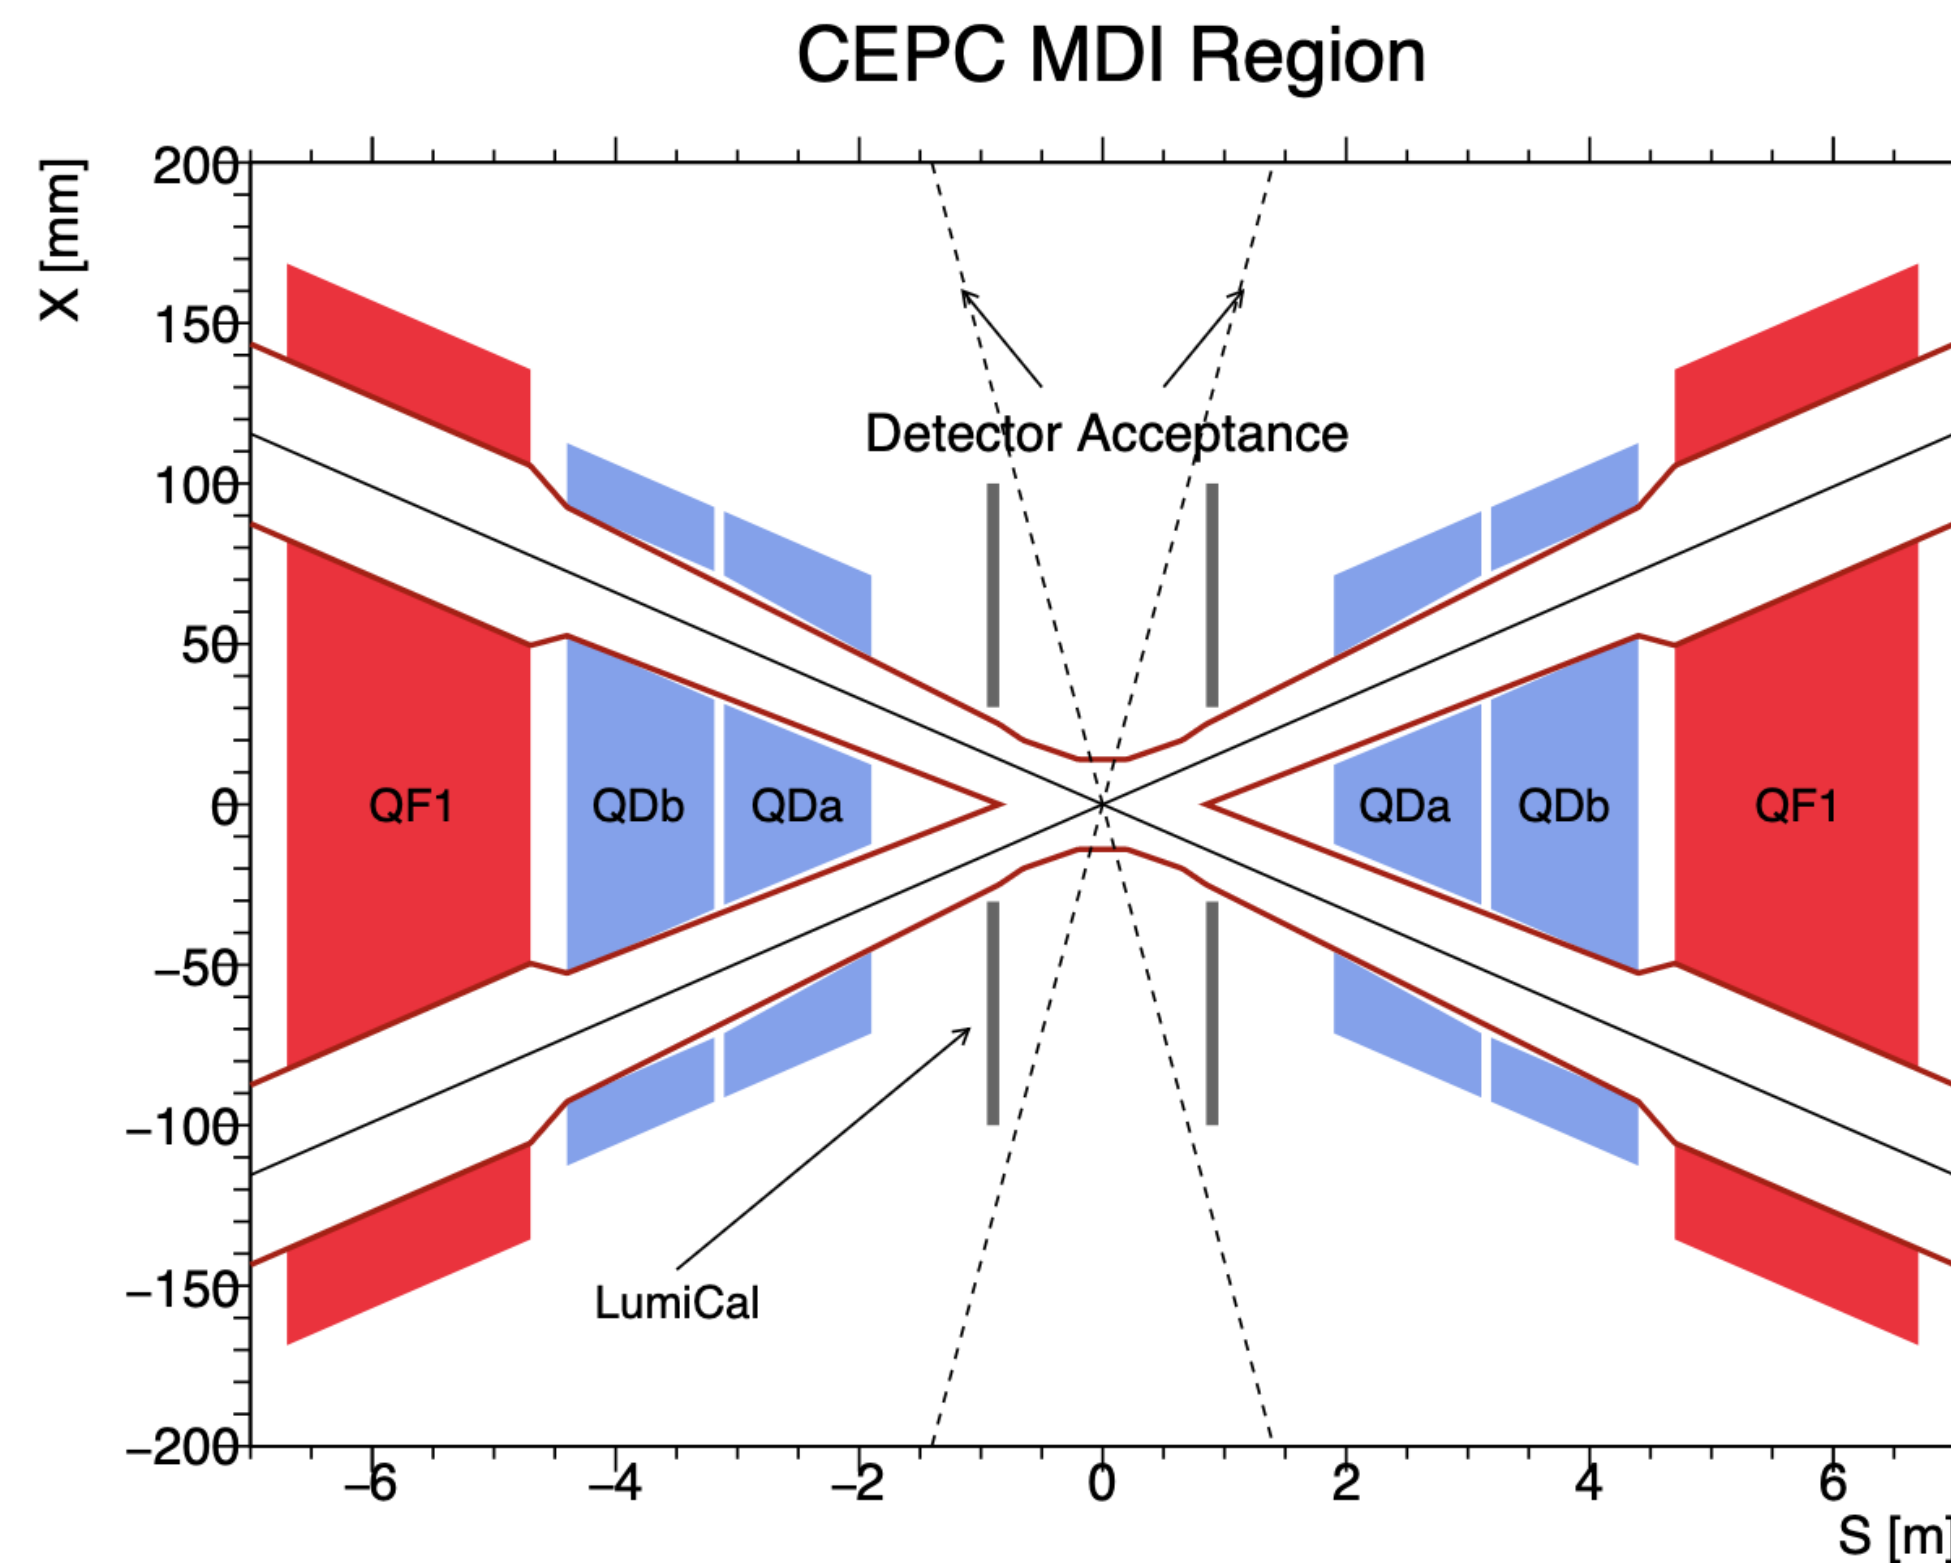 CEPC MDI Region
X [mm]
200
150
100
50
0
−50
−100
−150
−200
Detector Acceptance
QF1 QDb QDa QDa QDb QF1
LumiCal
−6 −4 −2 0 2 4 6
S [m]